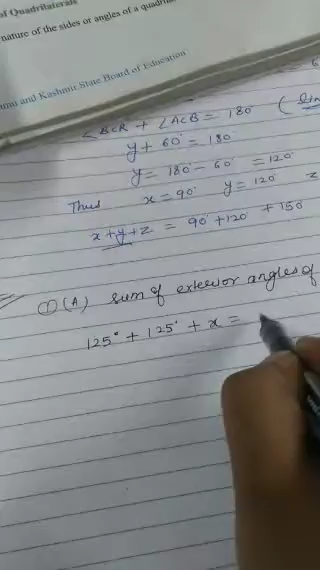 of Quadrilaterals
nature of the sides or angles of a
and Kashmir State Board of Education
∠BCR + ∠ACB = 180°
y + 60° = 180°
y = 180° - 60° = 120°
Thus x = 90° y = 120° z
x+y+z = 90° + 120° + 150
(A) sum of exterior angles of
125° + 125° + x =